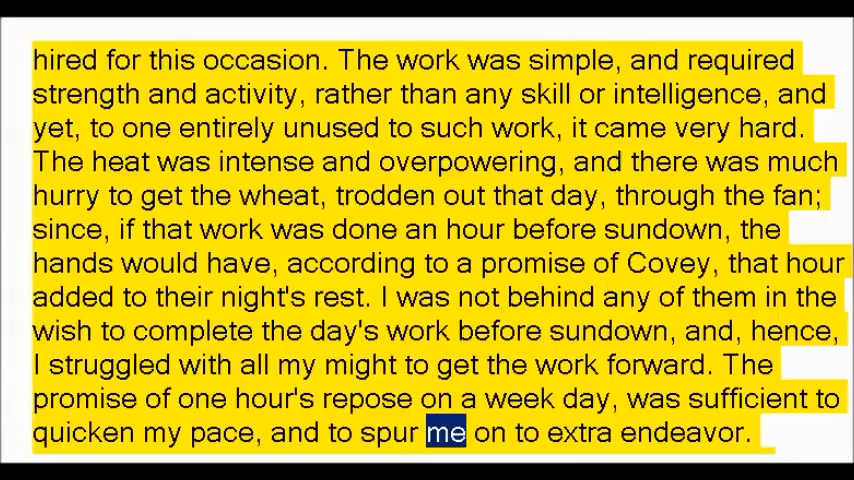 hired for this occasion. The work was simple, and required
strength and activity, rather than any skill or intelligence, and
yet, to one entirely unused to such work, it came very hard.
The heat was intense and overpowering, and there was much
hurry to get the wheat, trodden out that day, through the fan;
since, if that work was done an hour before sundown, the
hands would have, according to a promise of Covey, that hour
added to their night's rest. I was not behind any of them in the
wish to complete the day's work before sundown, and, hence,
I struggled with all my might to get the work forward. The
promise of one hour's repose on a week day, was sufficient to
quicken my pace, and to spur me on to extra endeavor.